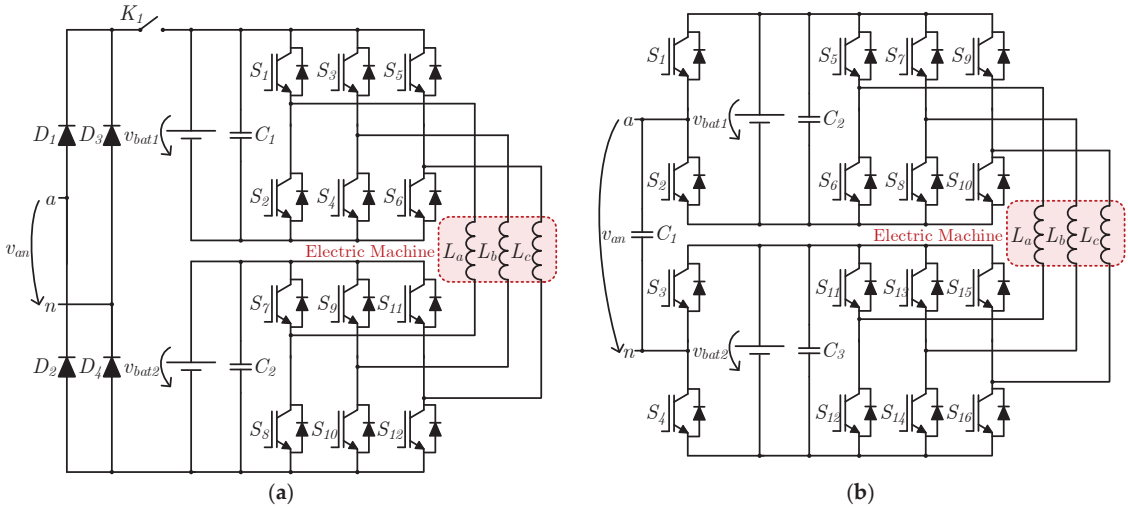 K1
S1 S3 S5
D1 D3 vbat1 C1
a
S2 S4 S6
van
Electric Machine La Lb Lc
n
S7 S9 S11
D2 D4 vbat2 C2
S8 S10 S12
(a)
S1 S5 S7 S9
a vbat1 C2
S2 S6 S8 S10
van C1
Electric Machine La Lb Lc
S3 S11 S13 S15
n vbat2 C3
S4 S12 S14 S16
(b)